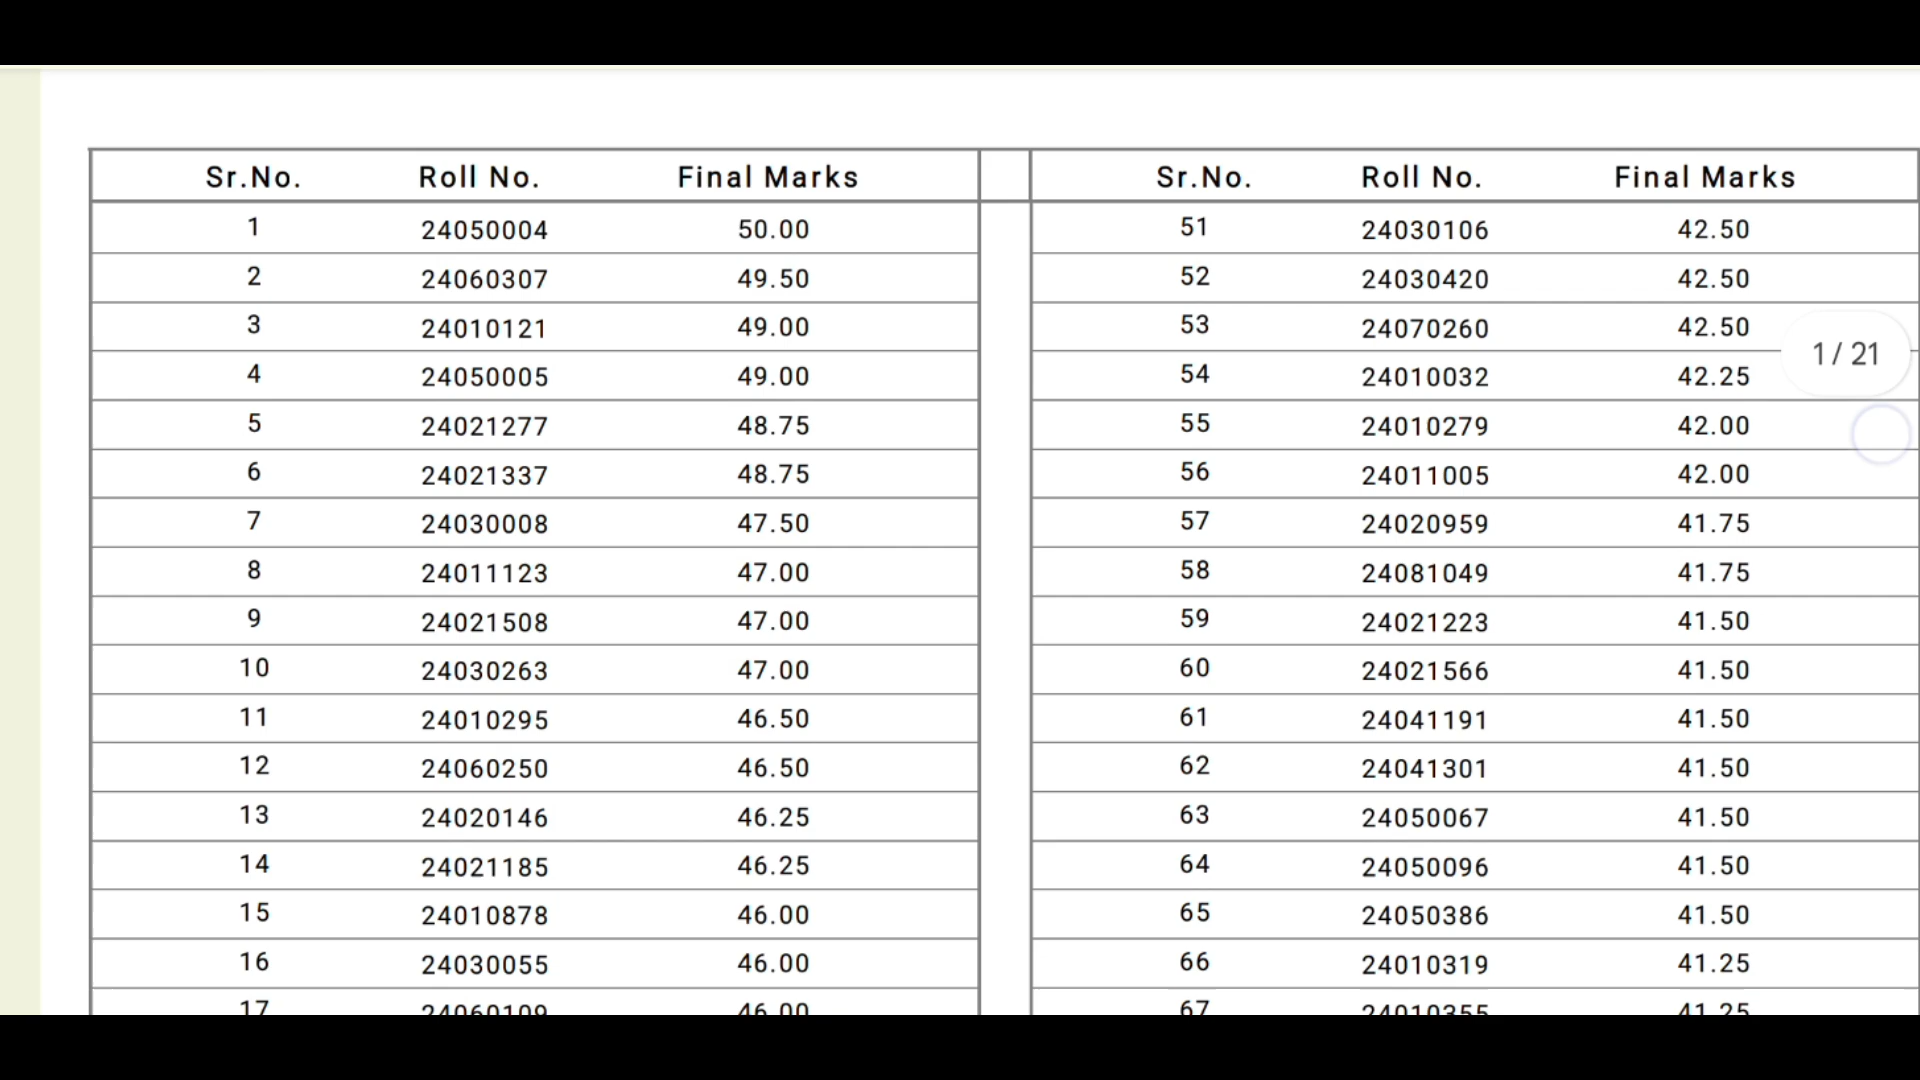 Sr.No. Roll No. Final Marks Sr.No. Roll No. Final Marks
1 24050004 50.00 51 24030106 42.50
2 24060307 49.50 52 24030420 42.50
3 24010121 49.00 53 24070260 42.50
1 / 21
4 24050005 49.00 54 24010032 42.25
5 24021277 48.75 55 24010279 42.00
6 24021337 48.75 56 24011005 42.00
7 24030008 47.50 57 24020959 41.75
8 24011123 47.00 58 24081049 41.75
9 24021508 47.00 59 24021223 41.50
10 24030263 47.00 60 24021566 41.50
11 24010295 46.50 61 24041191 41.50
12 24060250 46.50 62 24041301 41.50
13 24020146 46.25 63 24050067 41.50
14 24021185 46.25 64 24050096 41.50
15 24010878 46.00 65 24050386 41.50
16 24030055 46.00 66 24010319 41.25
17 24060109 46.00 67 24010355 41.25